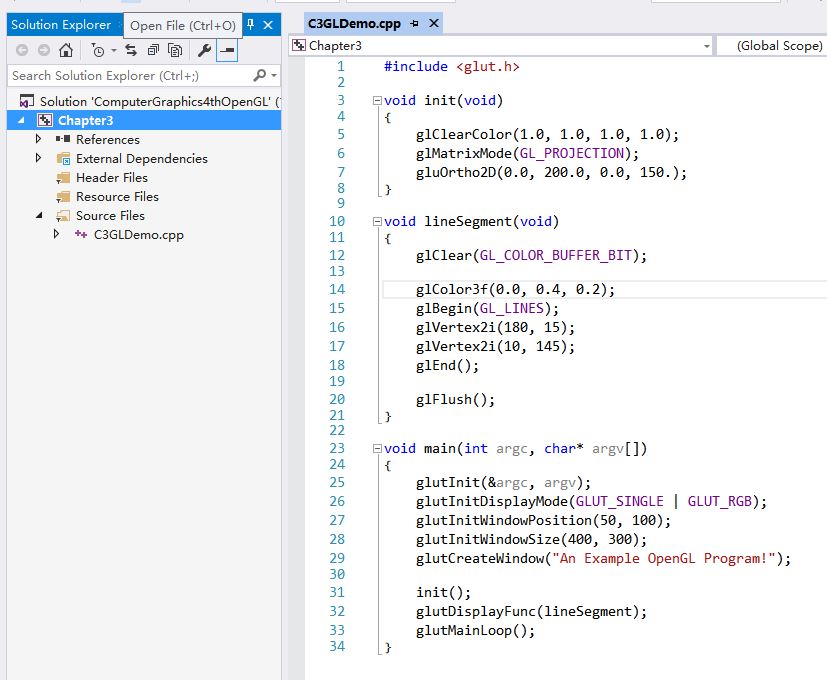 Solution Explorer
Open File (Ctrl+O)
Search Solution Explorer (Ctrl+;)
Solution 'ComputerGraphics4thOpenGL' (
Chapter3
References
External Dependencies
Header Files
Resource Files
Source Files
C3GLDemo.cpp
C3GLDemo.cpp
Chapter3
(Global Scope)
1 #include <glut.h>
2
3 void init(void)
4 {
5 glClearColor(1.0, 1.0, 1.0, 1.0);
6 glMatrixMode(GL_PROJECTION);
7 gluOrtho2D(0.0, 200.0, 0.0, 150.);
8 }
9
10 void lineSegment(void)
11 {
12 glClear(GL_COLOR_BUFFER_BIT);
13
14 glColor3f(0.0, 0.4, 0.2);
15 glBegin(GL_LINES);
16 glVertex2i(180, 15);
17 glVertex2i(10, 145);
18 glEnd();
19
20 glFlush();
21 }
22
23 void main(int argc, char* argv[])
24 {
25 glutInit(&argc, argv);
26 glutInitDisplayMode(GLUT_SINGLE | GLUT_RGB);
27 glutInitWindowPosition(50, 100);
28 glutInitWindowSize(400, 300);
29 glutCreateWindow("An Example OpenGL Program!");
30
31 init();
32 glutDisplayFunc(lineSegment);
33 glutMainLoop();
34 }